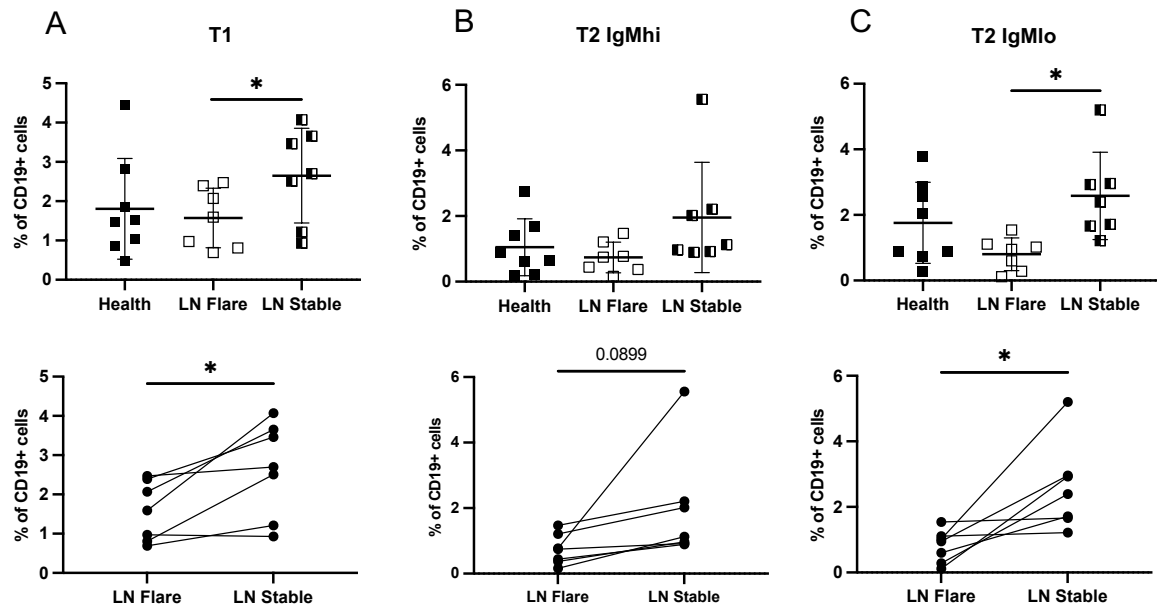 A
T1
% of CD19+ cells
5
4
3
2
1
0
*
Health
LN Flare
LN Stable
B
T2 IgMhi
% of CD19+ cells
6
4
2
0
Health
LN Flare
LN Stable
C
T2 IgMlo
% of CD19+ cells
6
4
2
0
*
Health
LN Flare
LN Stable
% of CD19+ cells
5
4
3
2
1
0
*
LN Flare
LN Stable
% of CD19+ cells
6
4
2
0
0.0899
LN Flare
LN Stable
% of CD19+ cells
6
4
2
0
*
LN Flare
LN Stable